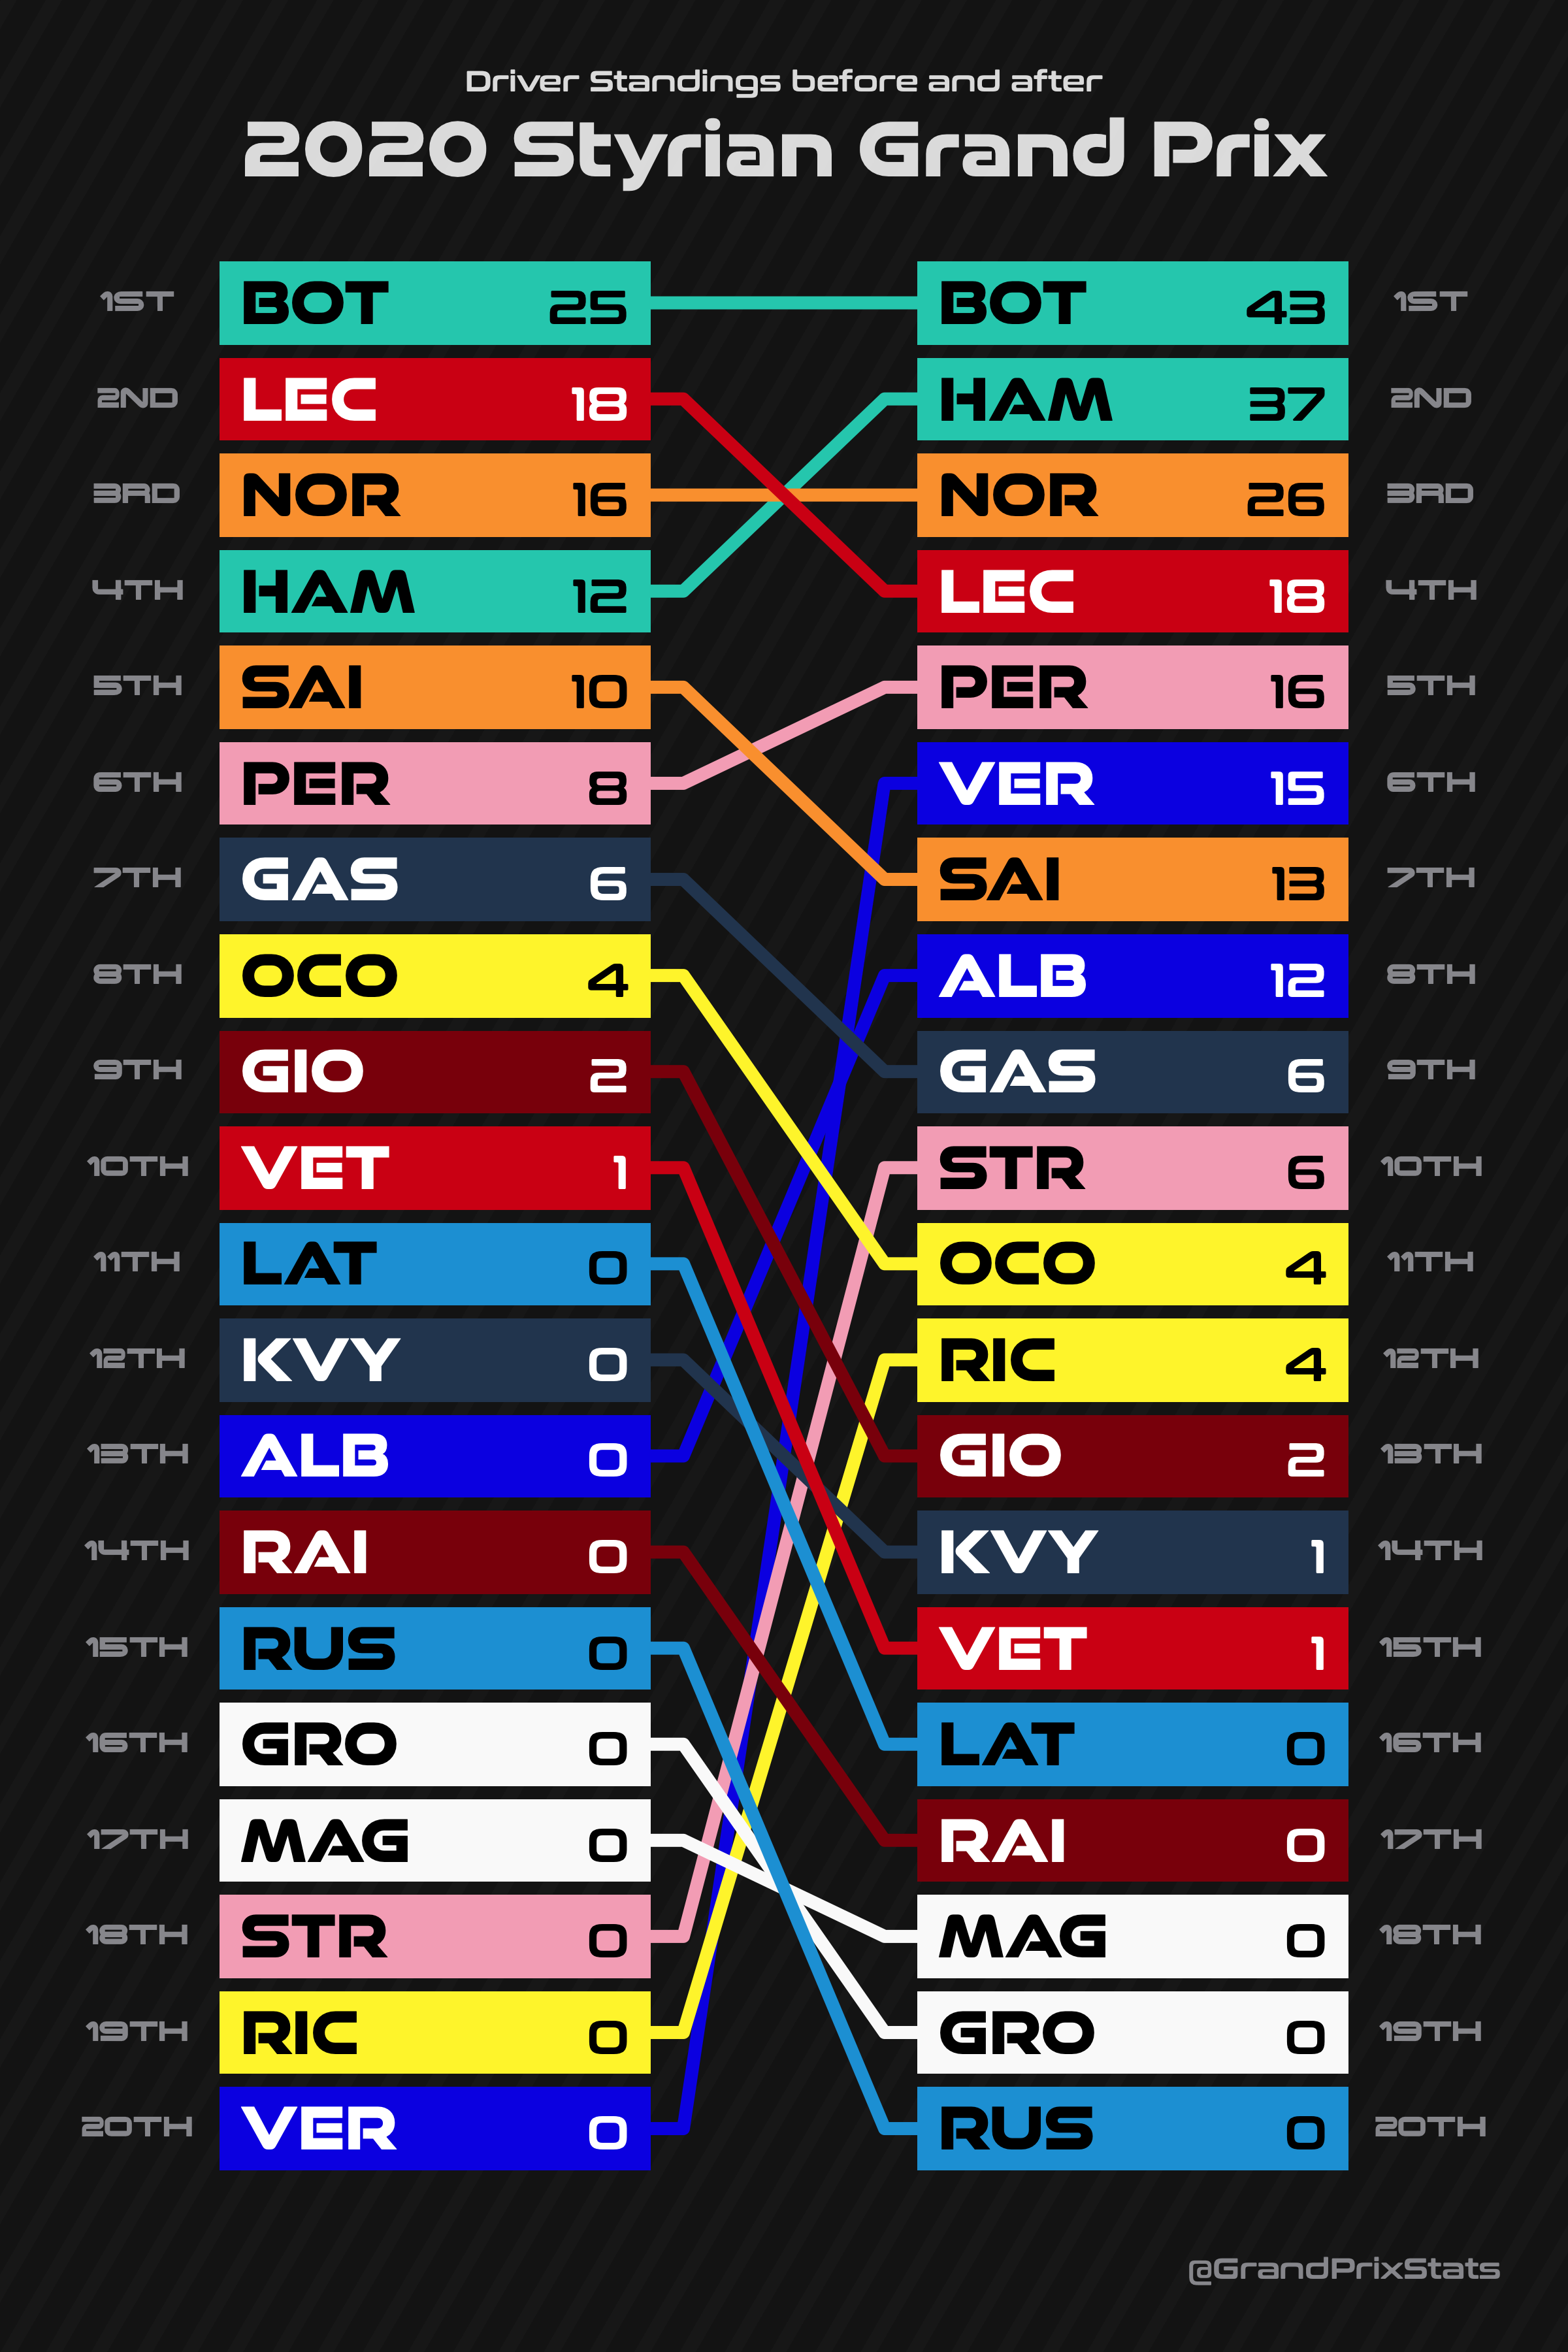 Driver Standings before and after
2020 Styrian Grand Prix
1ST BOT 25 BOT 43 1ST
2ND LEC 18 HAM 37 2ND
3RD NOR 16 NOR 26 3RD
4TH HAM 12 LEC 18 4TH
5TH SAI 10 PER 16 5TH
6TH PER 8 VER 15 6TH
7TH GAS 6 SAI 13 7TH
8TH OCO 4 ALB 12 8TH
9TH GIO 2 GAS 6 9TH
10TH VET 1 STR 6 10TH
11TH LAT 0 OCO 4 11TH
12TH KVY 0 RIC 4 12TH
13TH ALB 0 GIO 2 13TH
14TH RAI 0 KVY 1 14TH
15TH RUS 0 VET 1 15TH
16TH GRO 0 LAT 0 16TH
17TH MAG 0 RAI 0 17TH
18TH STR 0 MAG 0 18TH
19TH RIC 0 GRO 0 19TH
20TH VER 0 RUS 0 20TH
@GrandPrixStats